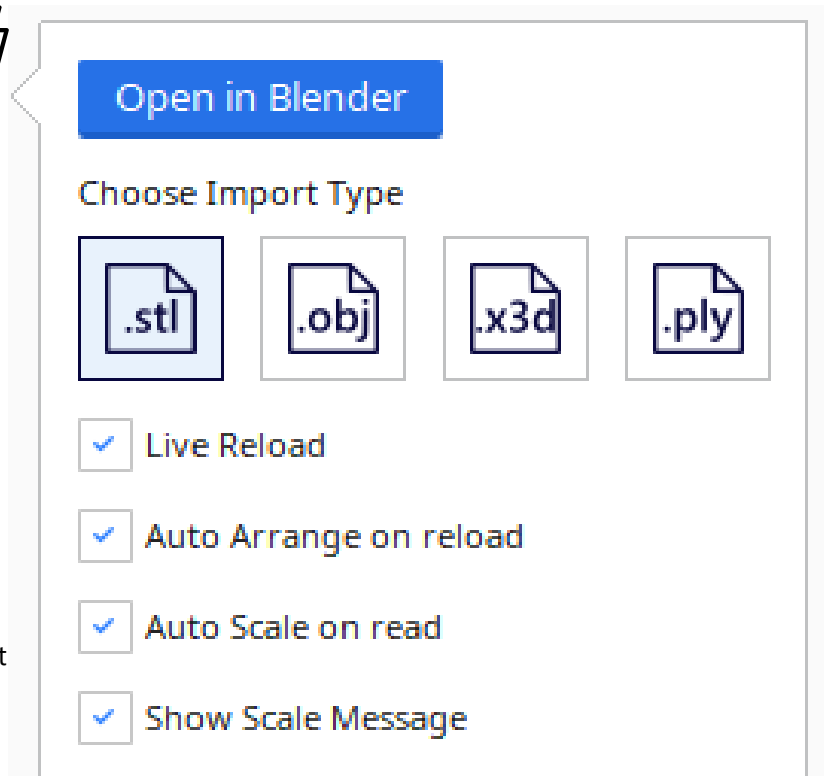 Open in Blender
Choose Import Type
.stl .obj .x3d .ply
Live Reload
Auto Arrange on reload
Auto Scale on read
t
Show Scale Message